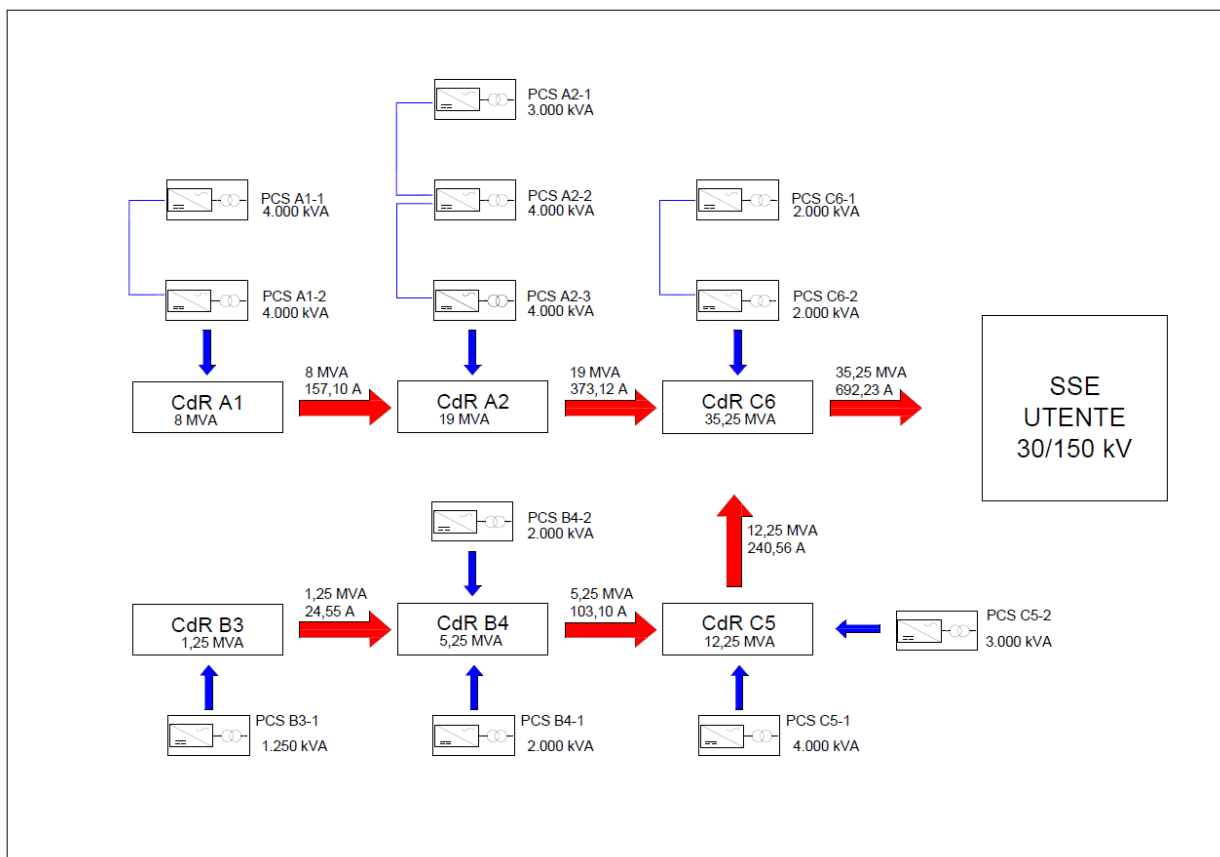 PCS A2-1
3.000 kVA
PCS A1-1
4.000 kVA
PCS A2-2
4.000 kVA
PCS C6-1
2.000 kVA
PCS A1-2
4.000 kVA
PCS A2-3
4.000 kVA
PCS C6-2
2.000 kVA
CdR A1
8 MVA
8 MVA
157,10 A
CdR A2
19 MVA
19 MVA
373,12 A
CdR C6
35,25 MVA
35,25 MVA
692,23 A
SSE
UTENTE
30/150 kV
PCS B4-2
2.000 kVA
12,25 MVA
240,56 A
CdR B3
1,25 MVA
1,25 MVA
24,55 A
CdR B4
5,25 MVA
5,25 MVA
103,10 A
CdR C5
12,25 MVA
PCS C5-2
3.000 kVA
PCS B3-1
1.250 kVA
PCS B4-1
2.000 kVA
PCS C5-1
4.000 kVA